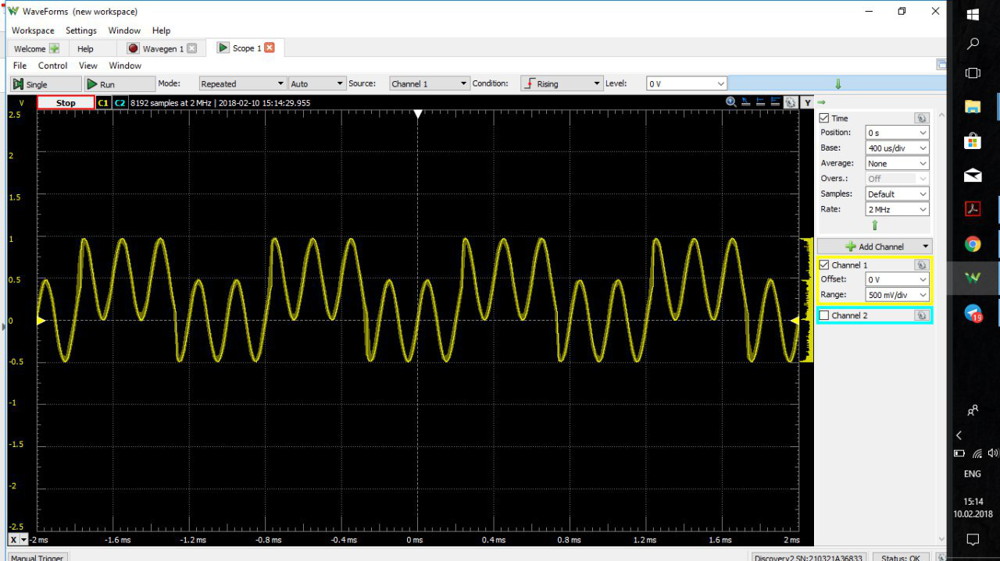 WaveForms (new workspace)
Workspace Settings Window Help
Welcome Help Wavegen 1 Scope 1
File Control View Window
Single Run Mode: Repeated Auto Source: Channel 1 Condition: Rising Level: 0 V
V Stop C1 C2 8192 samples at 2 MHz | 2018-02-10 15:14:29.955 Y
2.5
2
1.5
1
0.5
0
-0.5
-1
-1.5
-2
-2.5
X -2 ms -1.6 ms -1.2 ms -0.8 ms -0.4 ms 0 ms 0.4 ms 0.8 ms 1.2 ms 1.6 ms 2 ms
Time
Position: 0 s
Base: 400 us/div
Average: None
Overs.: Off
Samples: Default
Rate: 2 MHz
Add Channel
Channel 1
Offset: 0 V
Range: 500 mV/div
Channel 2
Manual Trigger Discovery2 SN:210321A36833 Status: OK
19
ENG
15:14
10.02.2018